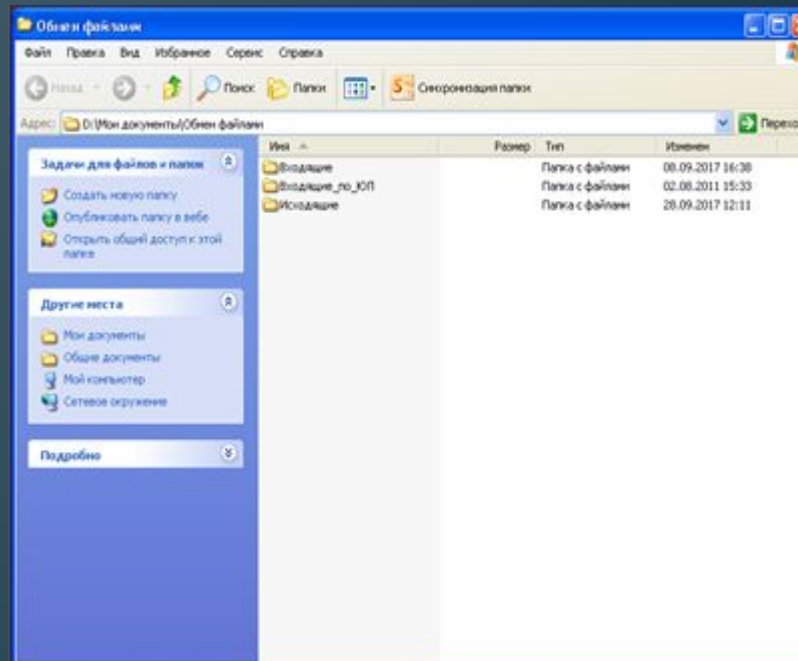 Обмен файлами
Файл Правка Вид Избранное Сервис Справка
Назад Поиск Папки Синхронизация папки
Адрес: D:\Мои документы\Обмен файлами Перехо
Имя Размер Тип Изменен
Задачи для файлов и папок
Создать новую папку
Опубликовать папку в вебе
Открыть общий доступ к этой
папке
Другие места
Мои документы
Общие документы
Мой компьютер
Сетевое окружение
Подробно
Входящие Папка с файлами 08.09.2017 16:38
Входящие_по_ЮЛ Папка с файлами 02.08.2011 15:33
Исходящие Папка с файлами 28.09.2017 12:11